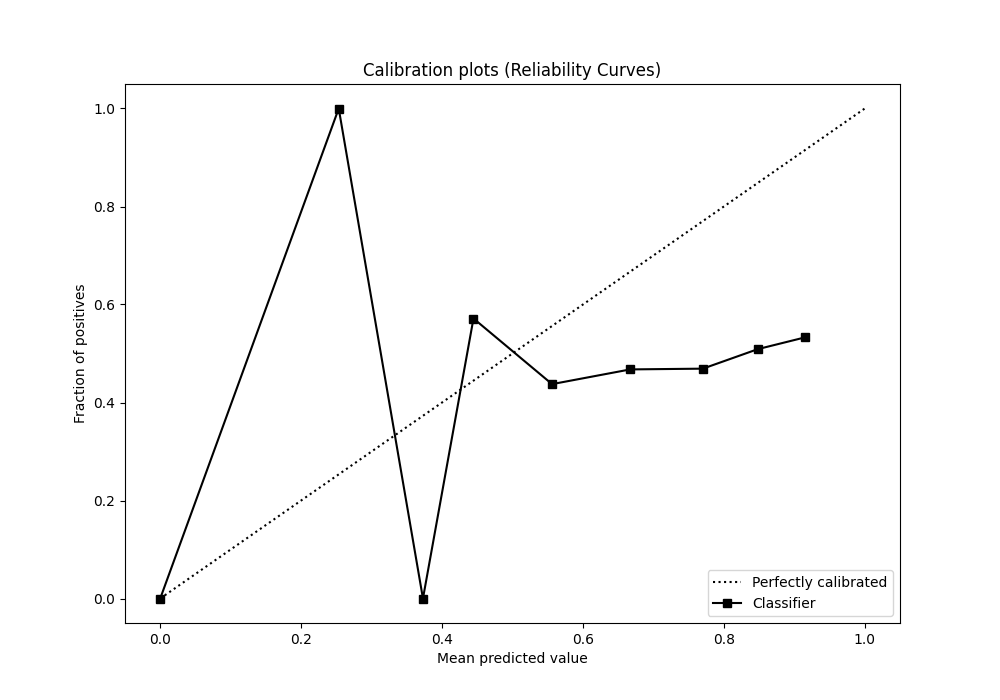 Calibration plots (Reliability Curves)
1.0
0.8
0.6
0.4
0.2
0.0
Fraction of positives
0.0 0.2 0.4 0.6 0.8 1.0
Mean predicted value
Perfectly calibrated
Classifier